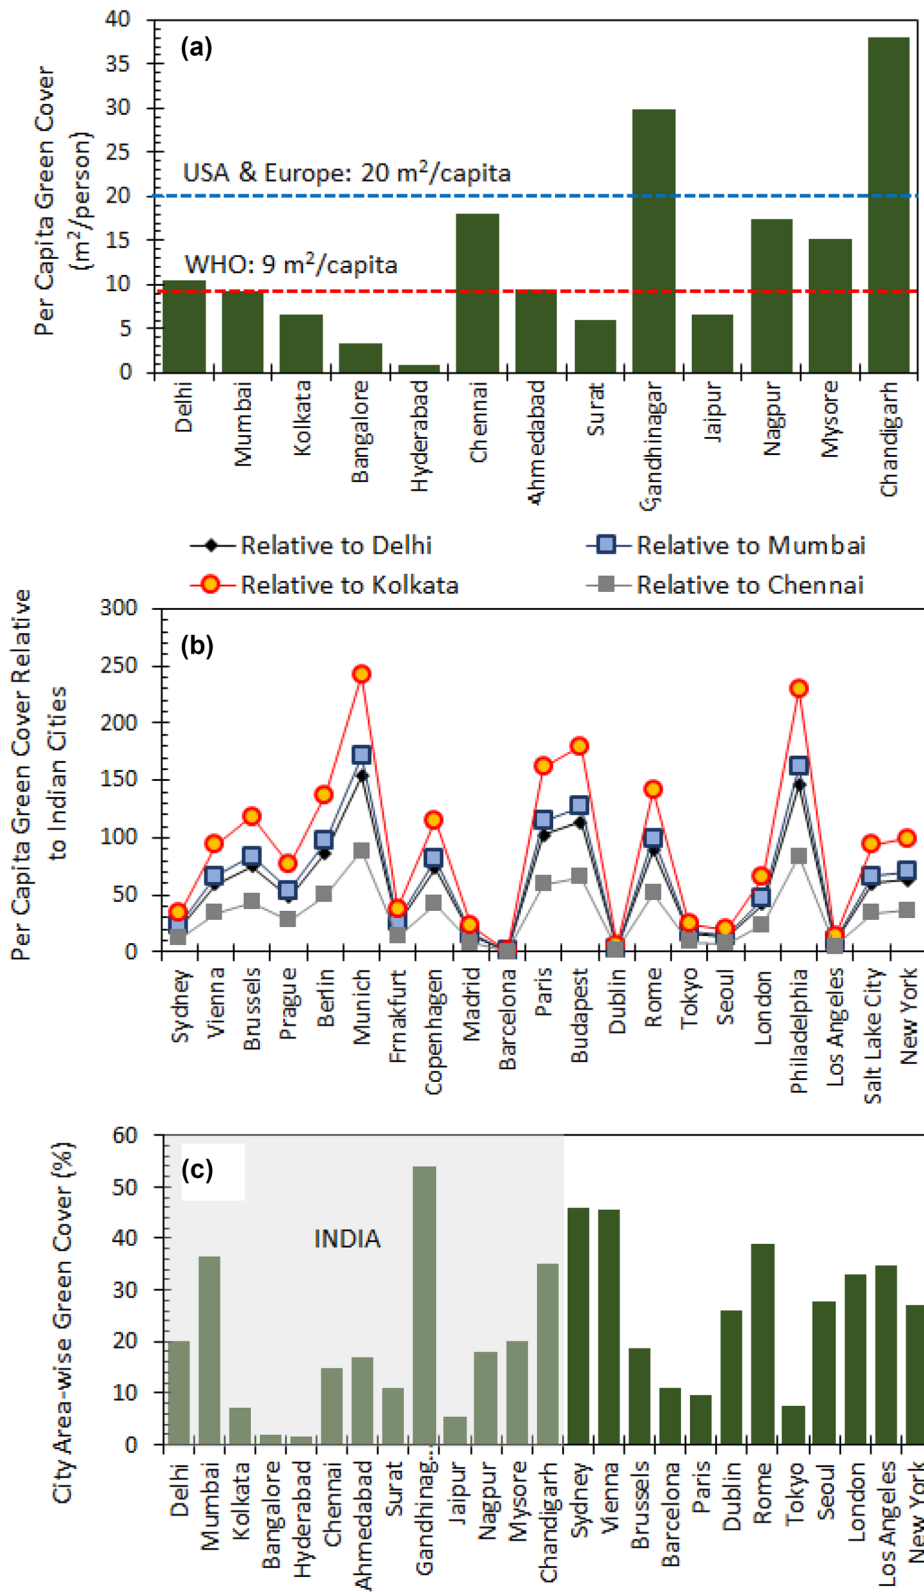 (a)
Per Capita Green Cover
(m²/person)
40
35
30
25
20
15
10
5
0
USA & Europe: 20 m²/capita
WHO: 9 m²/capita
Delhi
Mumbai
Kolkata
Bangalore
Hyderabad
Chennai
Ahmedabad
Surat
Gandhinagar
Jaipur
Nagpur
Mysore
Chandigarh
Relative to Delhi
Relative to Mumbai
Relative to Kolkata
Relative to Chennai
(b)
Per Capita Green Cover Relative
to Indian Cities
300
250
200
150
100
50
0
Sydney
Vienna
Brussels
Prague
Berlin
Munich
Frnakfurt
Copenhagen
Madrid
Barcelona
Paris
Budapest
Dublin
Rome
Tokyo
Seoul
London
Philadelphia
Los Angeles
Salt Lake City
New York
(c)
City Area-wise Green Cover (%)
60
50
40
30
20
10
0
INDIA
Delhi
Mumbai
Kolkata
Bangalore
Hyderabad
Chennai
Ahmedabad
Surat
Gandhinag...
Jaipur
Nagpur
Mysore
Chandigarh
Sydney
Vienna
Brussels
Barcelona
Paris
Dublin
Rome
Tokyo
Seoul
London
Los Angeles
New York